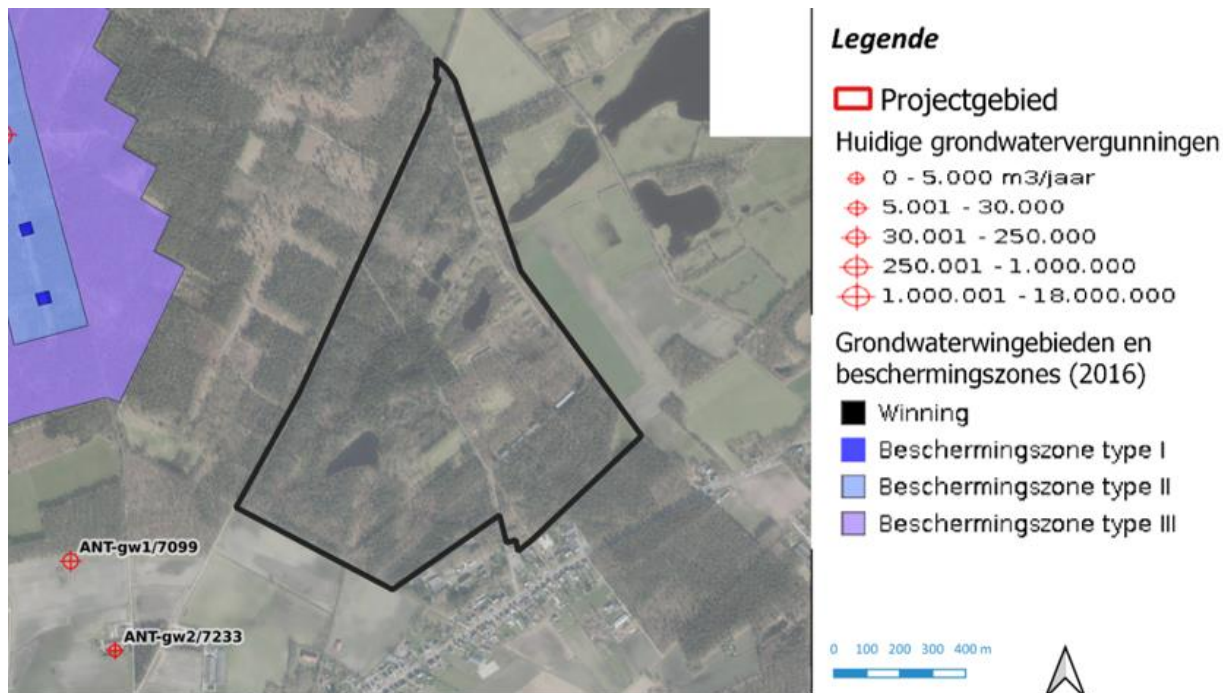 Legende
Projectgebied
Huidige grondwatervergunningen
0 - 5.000 m3/jaar
5.001 - 30.000
30.001 - 250.000
250.001 - 1.000.000
1.000.001 - 18.000.000
Grondwaterwingebieden en
beschermingszones (2016)
Winning
Beschermingszone type I
Beschermingszone type II
Beschermingszone type III
ANT-gw1/7099
ANT-gw2/7233
0 100 200 300 400 m